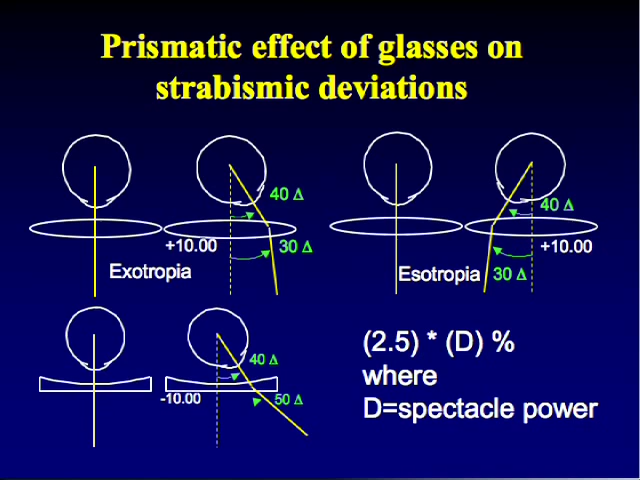 Prismatic effect of glasses on
strabismic deviations
40 Δ
+10.00
30 Δ
Exotropia
40 Δ
+10.00
Esotropia
30 Δ
40 Δ
-10.00
50 Δ
(2.5) * (D) %
where
D=spectacle power